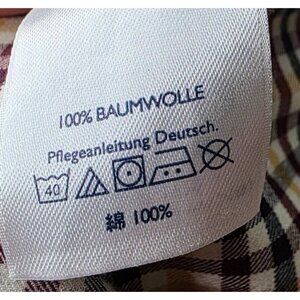 100% BAUMWOLLE
Pflegeanleitung Deutsch.
40
綿 100%